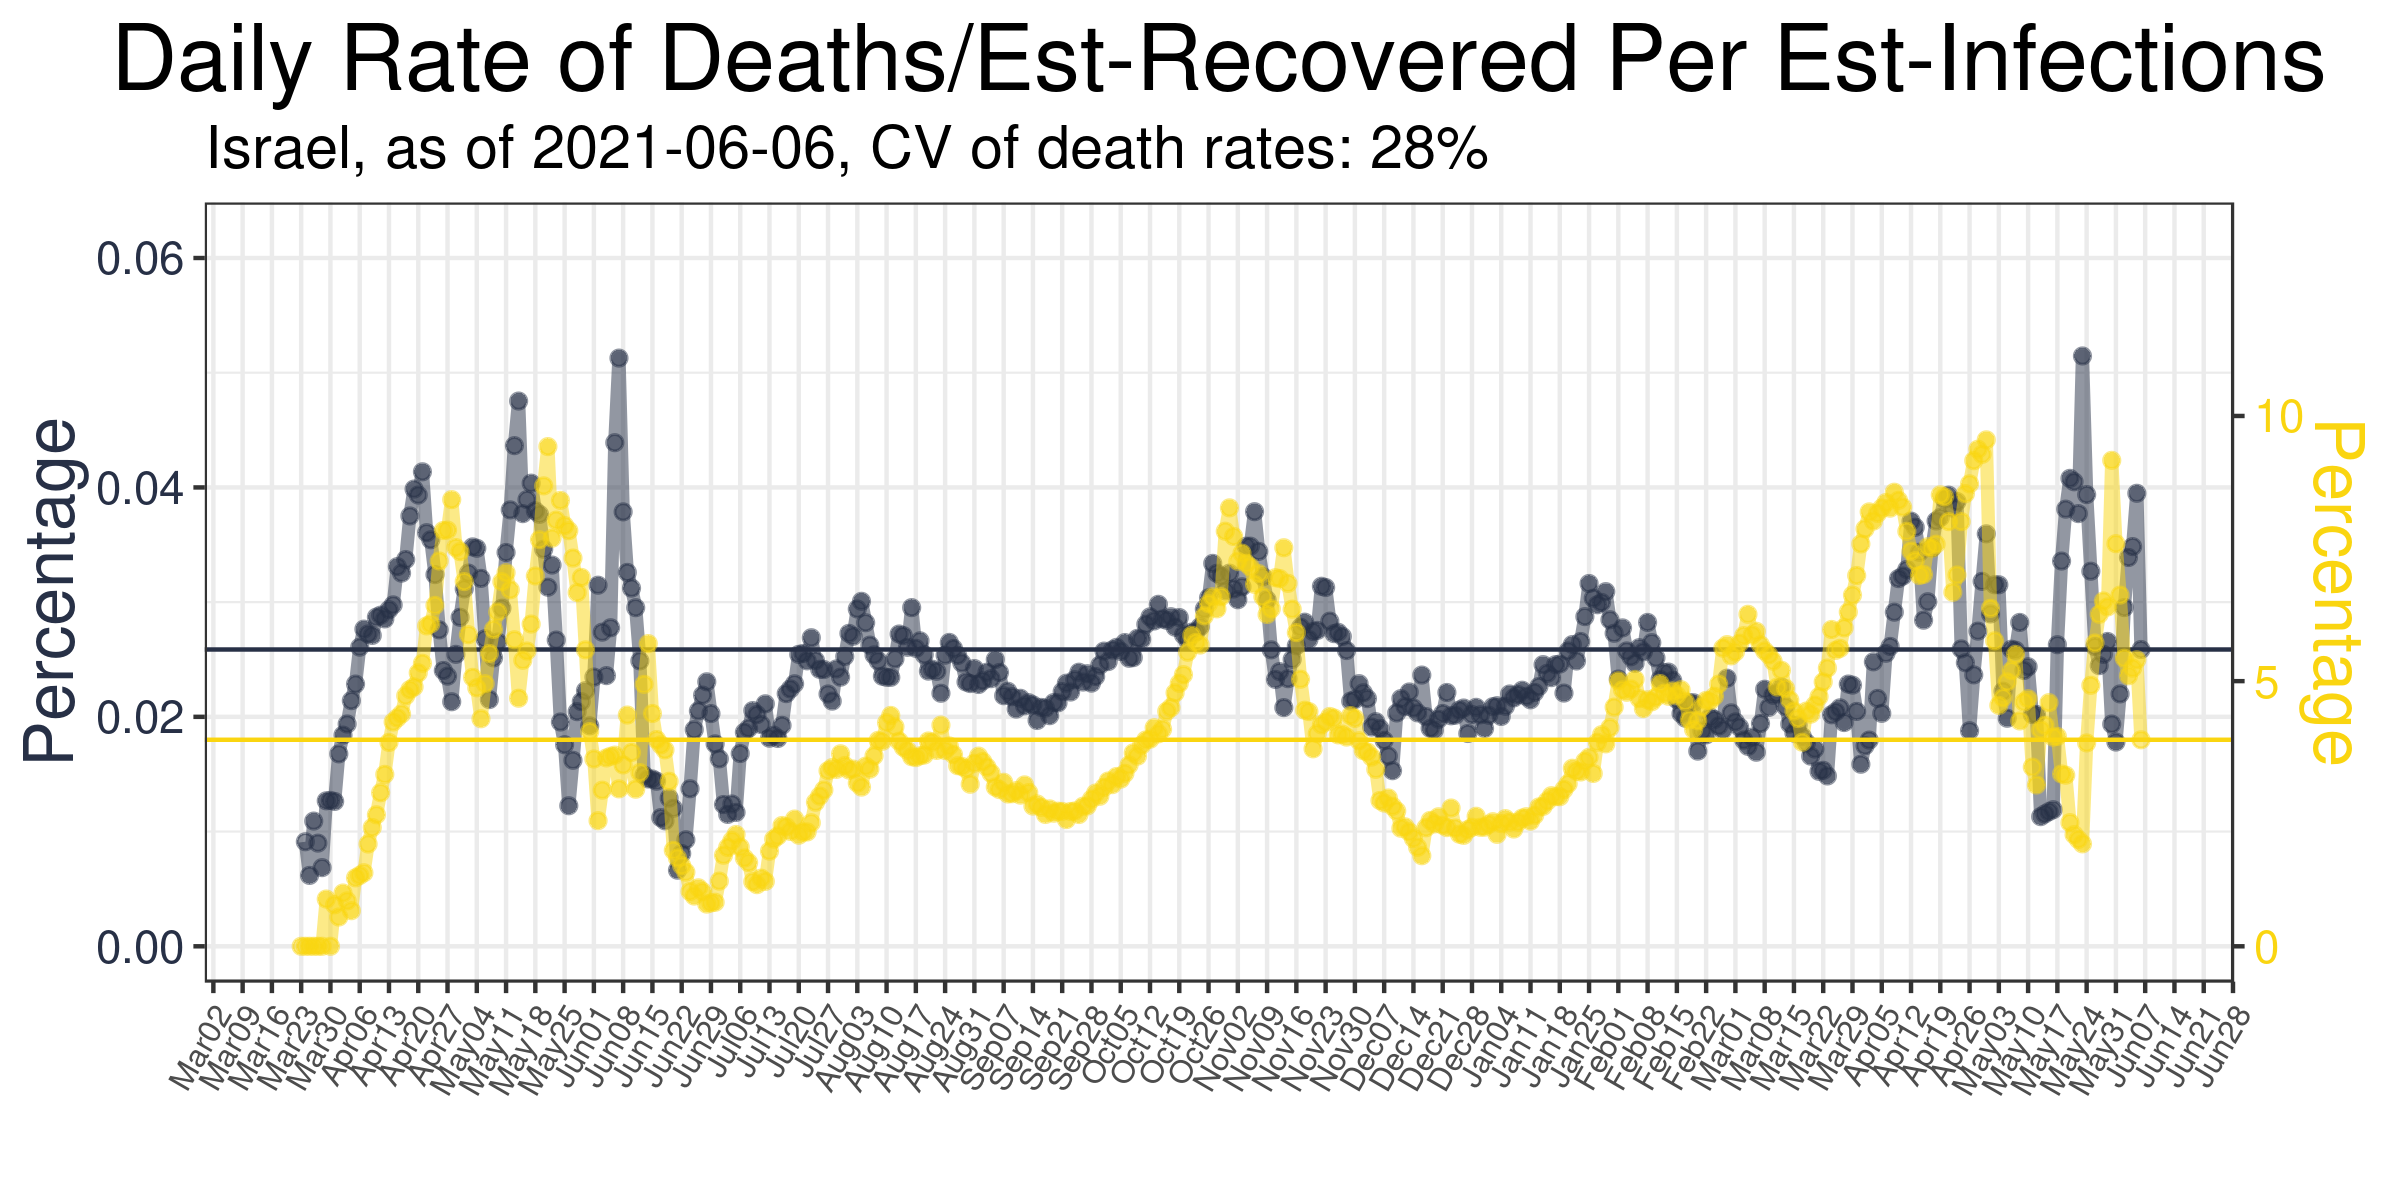 Daily Rate of Deaths/Est-Recovered Per Est-Infections
Israel, as of 2021-06-06, CV of death rates: 28%
Percentage
0.06
0.04
0.02
0.00
10
5
0
Percentage
Mar02 Mar09 Mar16 Mar23 Mar30 Apr06 Apr13 Apr20 Apr27 May04 May11 May18 May25 Jun01 Jun08 Jun15 Jun22 Jun29 Jul06 Jul13 Jul20 Jul27 Aug03 Aug10 Aug17 Aug24 Aug31 Sep07 Sep14 Sep21 Sep28 Oct05 Oct12 Oct19 Oct26 Nov02 Nov09 Nov16 Nov23 Nov30 Dec07 Dec14 Dec21 Dec28 Jan04 Jan11 Jan18 Jan25 Feb01 Feb08 Feb15 Feb22 Mar01 Mar08 Mar15 Mar22 Mar29 Apr05 Apr12 Apr19 Apr26 May03 May10 May17 May24 May31 Jun07 Jun14 Jun21 Jun28